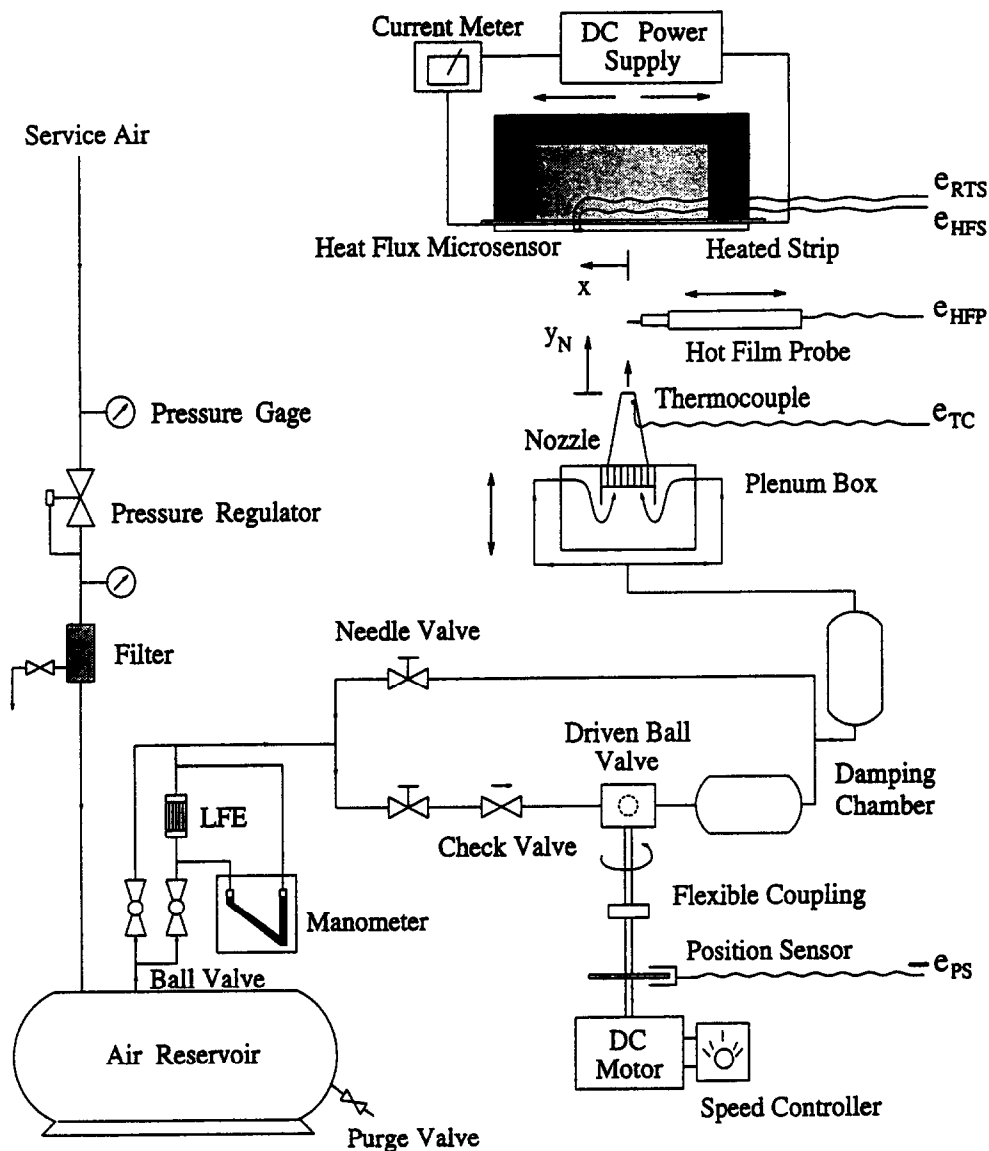 Current Meter
DC Power
Supply
Service Air
e_RTS
e_HFS
Heat Flux Microsensor
Heated Strip
x
e_HFP
y_N
Hot Film Probe
Thermocouple
e_TC
Pressure Gage
Nozzle
Plenum Box
Pressure Regulator
Needle Valve
Filter
Driven Ball
Valve
Damping
Chamber
LFE
Check Valve
Flexible Coupling
Manometer
Position Sensor
e_PS
Ball Valve
Air Reservoir
DC
Motor
Speed Controller
Purge Valve